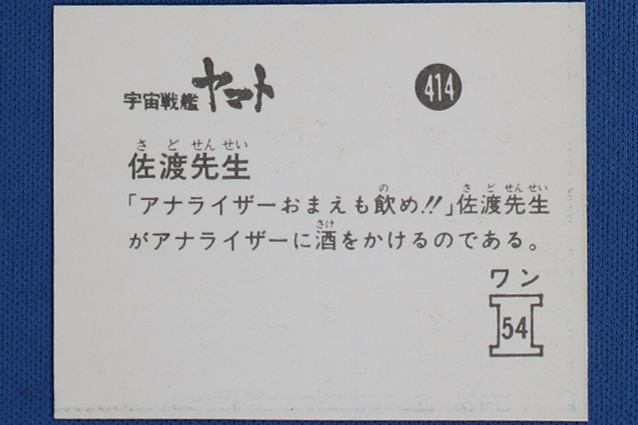 宇宙戦艦ヤマト 414
さどせんせい
佐渡先生
の さどせんせい
「アナライザーおまえも飲め!!」佐渡先生
さけ
がアナライザーに酒をかけるのである。
ワン
54